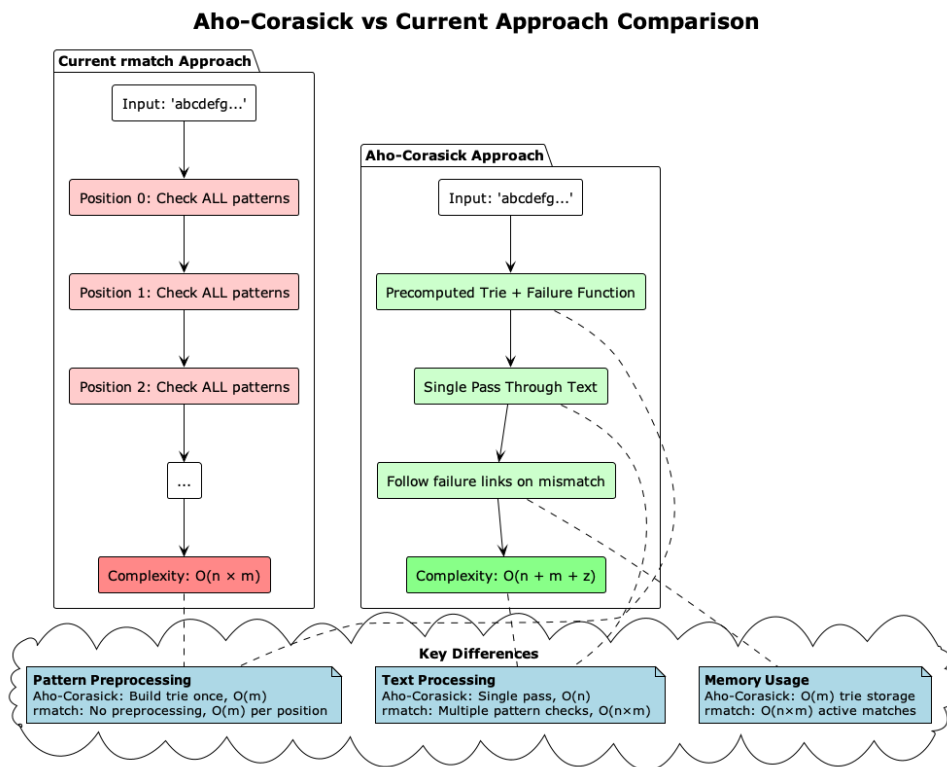 Aho-Corasick vs Current Approach Comparison
Current rmatch Approach
Input: 'abcdefg...'
Position 0: Check ALL patterns
Position 1: Check ALL patterns
Position 2: Check ALL patterns
...
Complexity: O(n × m)
Aho-Corasick Approach
Input: 'abcdefg...'
Precomputed Trie + Failure Function
Single Pass Through Text
Follow failure links on mismatch
Complexity: O(n + m + z)
Key Differences
Pattern Preprocessing
Aho-Corasick: Build trie once, O(m)
rmatch: No preprocessing, O(m) per position
Text Processing
Aho-Corasick: Single pass, O(n)
rmatch: Multiple pattern checks, O(n×m)
Memory Usage
Aho-Corasick: O(m) trie storage
rmatch: O(n×m) active matches